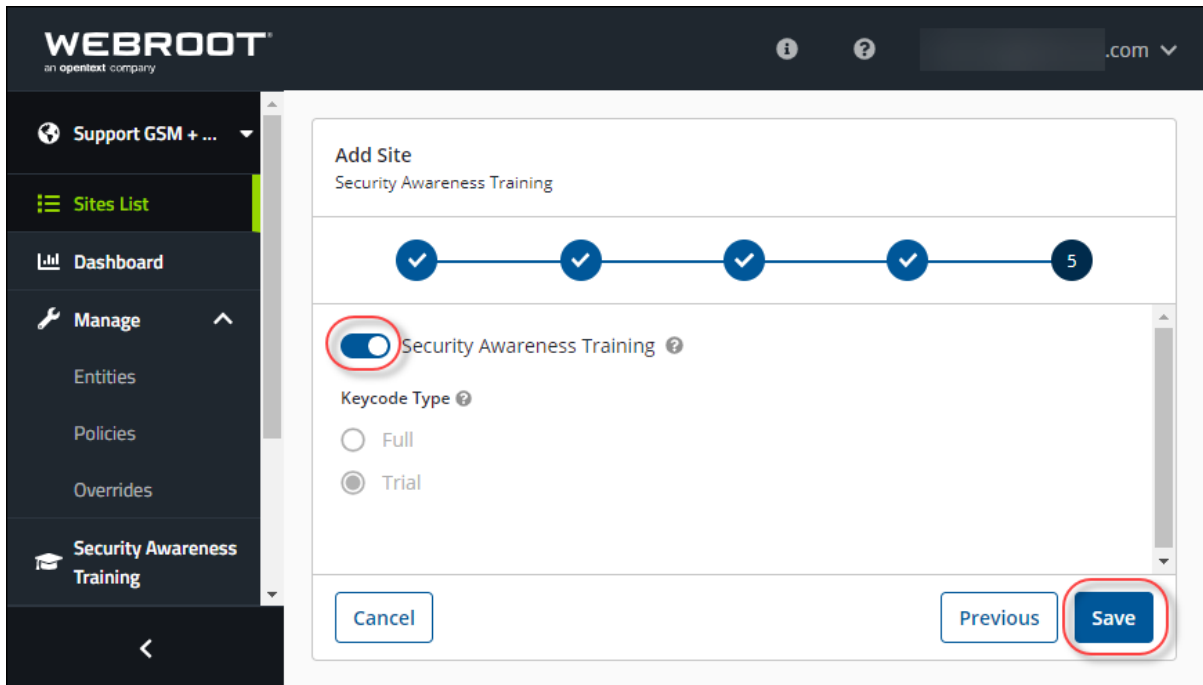 WEBROOT
an opentext company
.com
Support GSM + ...
Sites List
Dashboard
Manage
Entities
Policies
Overrides
Security Awareness
Training
Add Site
Security Awareness Training
5
Security Awareness Training
Keycode Type
Full
Trial
Cancel
Previous
Save